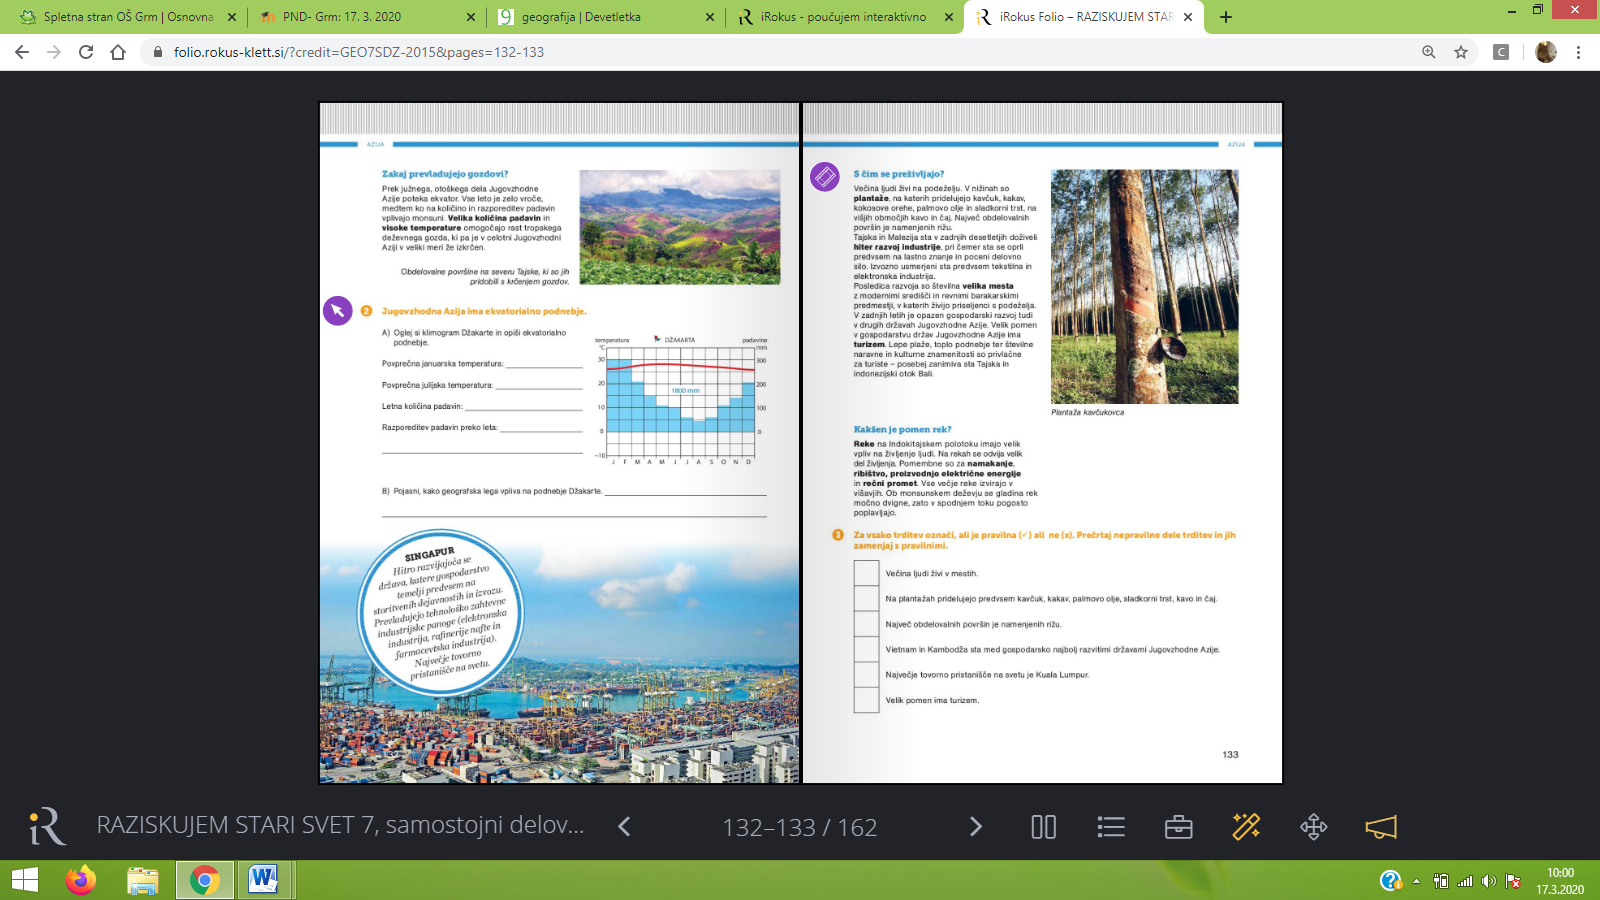 Spletna stran OŠ Grm | Osnovna
PND- Grm: 17. 3. 2020
geografija | Devetletka
iRokus - poučujem interaktivno
iRokus Folio – RAZISKUJEM STAR
folio.rokus-klett.si/?credit=GEO7SDZ-2015&pages=132-133
AZIJA
Zakaj prevladujejo gozdovi?
Prek južnega, otoškega dela Jugovzhodne
Azije poteka ekvator. Vse leto je zelo vroče,
medtem ko na količino in razporeditev padavin
vplivajo monsuni. Velika količina padavin in
visoke temperature omogočajo rast tropskega
deževnega gozda, ki pa je v celotni Jugovzhodni
Aziji v veliki meri že izkrčen.
Obdelovalne površine na severu Tajske, ki so jih
pridobili s krčenjem gozdov.
2 Jugovzhodna Azija ima ekvatorialno podnebje.
A) Oglej si klimogram Džakarte in opiši ekvatorialno
podnebje.
Povprečna januarska temperatura:
Povprečna julijska temperatura:
Letna količina padavin:
Razporeditev padavin preko leta:
temperatura DŽAKARTA padavine
°C mm
30 300
20 200
1800 mm
10 100
0 0
-10
J F M A M J J A S O N D
B) Pojasni, kako geografska lega vpliva na podnebje Džakarte.
SINGAPUR
Hitro razvijajoča se
država, katere gospodarstvo
temelji predvsem na
storitvenih dejavnostih in izvozu.
Prevladujejo tehnološko zahtevne
industrijske panoge (elektronska
industrija, rafinerije nafte in
farmacevtska industrija).
Največje tovorno
pristanišče na svetu.
AZIJA
S čim se preživljajo?
Večina ljudi živi na podeželju. V nižinah so
plantaže, na katerih pridelujejo kavčuk, kakav,
kokosove orehe, palmovo olje in sladkorni trst, na
višjih območjih kavo in čaj. Največ obdelovalnih
površin je namenjenih rižu.
Tajska in Malezija sta v zadnjih desetletjih doživeli
hiter razvoj industrije, pri čemer sta se oprli
predvsem na lastno znanje in poceni delovno
silo. Izvozno usmerjeni sta predvsem tekstilna in
elektronska industrija.
Posledica razvoja so številna velika mesta
z modernimi središči in revnimi barakarskimi
predmestji, v katerih živijo priseljenci s podeželja.
V zadnjih letih je opazen gospodarski razvoj tudi
v drugih državah Jugovzhodne Azije. Velik pomen
v gospodarstvu držav Jugovzhodne Azije ima
turizem. Lepe plaže, toplo podnebje ter številne
naravne in kulturne znamenitosti so privlačne
za turiste – posebej zanimiva sta Tajska in
indonezijski otok Bali.
Plantaža kavčukovca
Kakšen je pomen rek?
Reke na Indokitajskem polotoku imajo velik
vpliv na življenje ljudi. Na rekah se odvija velik
del življenja. Pomembne so za namakanje,
ribištvo, proizvodnjo električne energije
in rečni promet. Vse večje reke izvirajo v
višavjih. Ob monsunskem deževju se gladina rek
močno dvigne, zato v spodnjem toku pogosto
poplavljajo.
3 Za vsako trditev označi, ali je pravilna (✓) ali ne (x). Prečrtaj nepravilne dele trditev in jih
zamenjaj s pravilnimi.
Večina ljudi živi v mestih.
Na plantažah pridelujejo predvsem kavčuk, kakav, palmovo olje, sladkorni trst, kavo in čaj.
Največ obdelovalnih površin je namenjenih rižu.
Vietnam in Kambodža sta med gospodarsko najbolj razvitimi državami Jugovzhodne Azije.
Največje tovorno pristanišče na svetu je Kuala Lumpur.
Velik pomen ima turizem.
133
iR RAZISKUJEM STARI SVET 7, samostojni delov... 132–133 / 162
10:00
17.3.2020